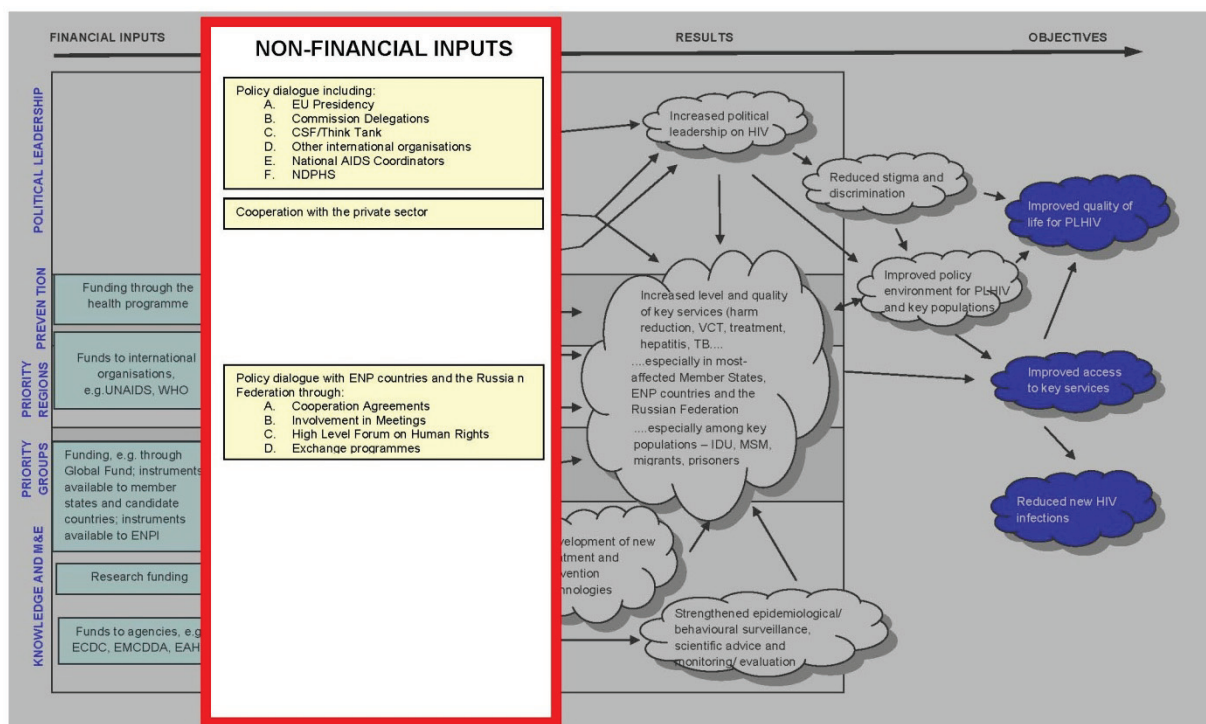 FINANCIAL INPUTS
NON-FINANCIAL INPUTS
RESULTS
OBJECTIVES
POLITICAL LEADERSHIP
PREVENTION
PRIORITY
REGIONS
PRIORITY
GROUPS
KNOWLEDGE AND M&E
Funding through the
health programme
Funds to international
organisations,
e.g.UNAIDS, WHO
Funding, e.g. through
Global Fund; instruments
available to member
states and candidate
countries; instruments
available to ENPI
Research funding
Funds to agencies, e.g
ECDC, EMCDDA, EAH
Policy dialogue including:
A. EU Presidency
B. Commission Delegations
C. CSF/Think Tank
D. Other international organisations
E. National AIDS Coordinators
F. NDPHS
Cooperation with the private sector
Policy dialogue with ENP countries and the Russia n
Federation through:
A. Cooperation Agreements
B. Involvement in Meetings
C. High Level Forum on Human Rights
D. Exchange programmes
Increased political
leadership on HIV
Reduced stigma and
discrimination
Improved quality of
life for PLHIV
Improved policy
environment for PLHIV
and key populations
Increased level and quality
of key services (harm
reduction, VCT, treatment,
hepatitis, TB....
....especially in most-
affected Member States,
ENP countries and the
Russian Federation
....especially among key
populations – IDU, MSM,
migrants, prisoners
Improved access
to key services
Reduced new HIV
infections
velopment of new
atment and
evention
chnologies
Strengthened epidemiological/
behavioural surveillance,
scientific advice and
monitoring/ evaluation